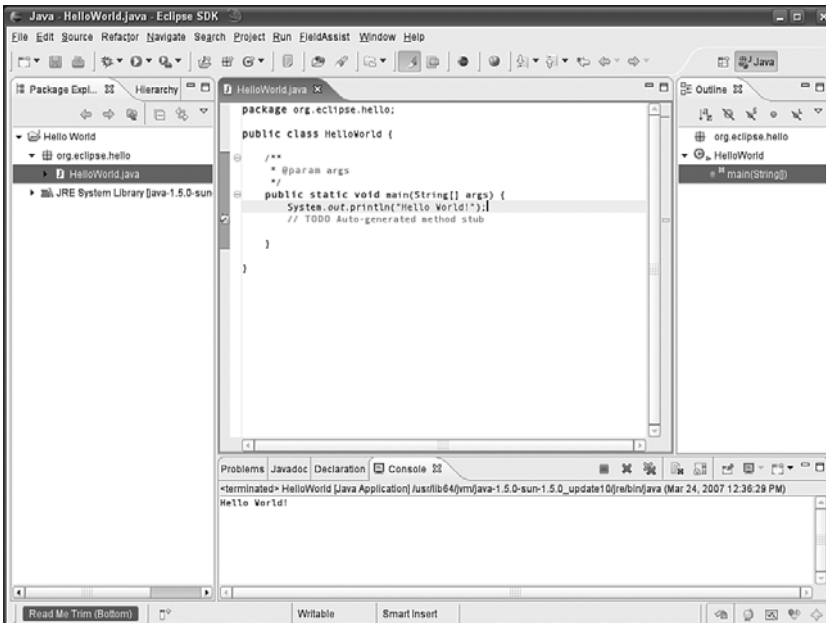 Java - HelloWorld.java - Eclipse SDK
File Edit Source Refactor Navigate Search Project Run FieldAssist Window Help
Java
Package Expl... Hierarchy
Hello World
org.eclipse.hello
HelloWorld.java
JRE System Library [java-1.5.0-sun
HelloWorld.java
package org.eclipse.hello;
public class HelloWorld {
/**
* @param args
*/
public static void main(String[] args) {
System.out.println("Hello World!");
// TODO Auto-generated method stub
}
}
Outline
org.eclipse.hello
HelloWorld
main(String[])
Problems Javadoc Declaration Console
<terminated> HelloWorld [Java Application] /usr/lib64/jvm/java-1.5.0-sun-1.5.0_update10/jre/bin/java (Mar 24, 2007 12:36:29 PM)
Hello World!
Read Me Trim (Bottom) Writable Smart Insert